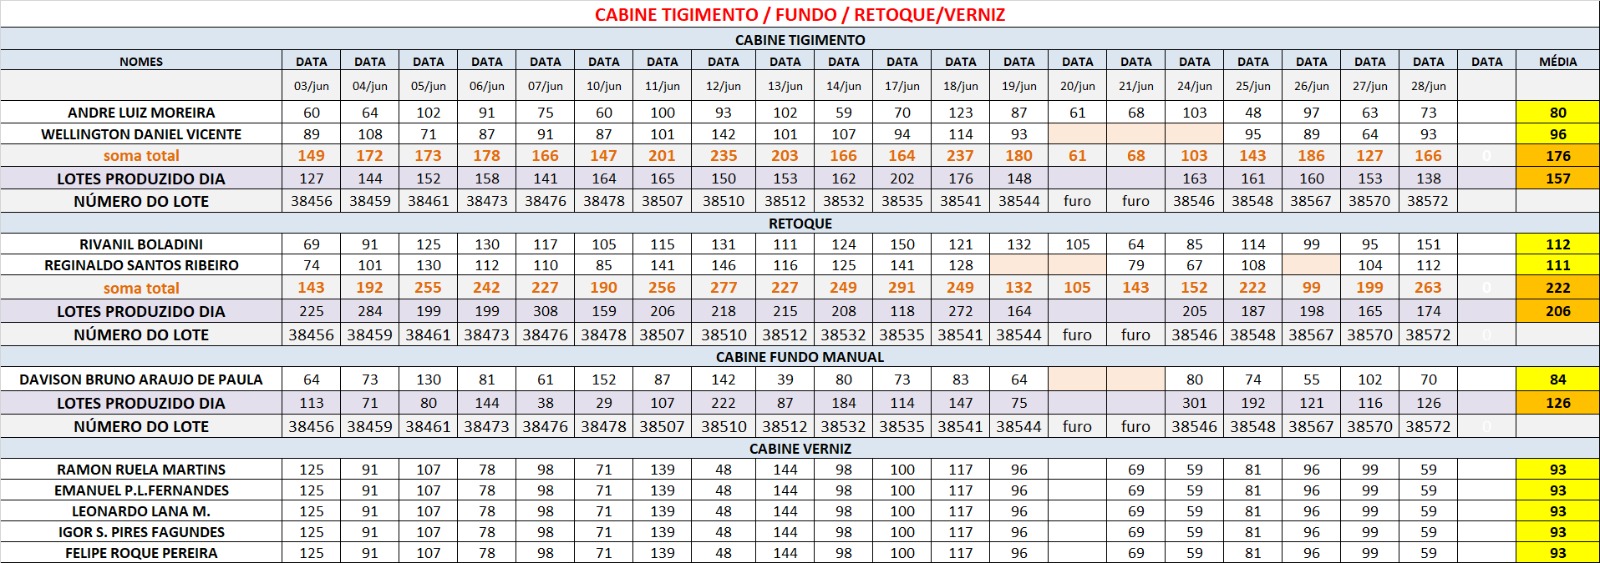 CABINE TIGIMENTO / FUNDO / RETOQUE/VERNIZ
CABINE TIGIMENTO
NOMES DATA DATA DATA DATA DATA DATA DATA DATA DATA DATA DATA DATA DATA DATA DATA DATA DATA DATA DATA DATA DATA MÉDIA
03/jun 04/jun 05/jun 06/jun 07/jun 10/jun 11/jun 12/jun 13/jun 14/jun 17/jun 18/jun 19/jun 20/jun 21/jun 24/jun 25/jun 26/jun 27/jun 28/jun
ANDRE LUIZ MOREIRA 60 64 102 91 75 60 100 93 102 59 70 123 87 61 68 103 48 97 63 73 80
WELLINGTON DANIEL VICENTE 89 108 71 87 91 87 101 142 101 107 94 114 93 95 89 64 93 96
soma total 149 172 173 178 166 147 201 235 203 166 164 237 180 61 68 103 143 186 127 166 0 176
LOTES PRODUZIDO DIA 127 144 152 158 141 164 165 150 153 162 202 176 148 163 161 160 153 138 157
NÚMERO DO LOTE 38456 38459 38461 38473 38476 38478 38507 38510 38512 38532 38535 38541 38544 furo furo 38546 38548 38567 38570 38572
RETOQUE
RIVANIL BOLADINI 69 91 125 130 117 105 115 131 111 124 150 121 132 105 64 85 114 99 95 151 112
REGINALDO SANTOS RIBEIRO 74 101 130 112 110 85 141 146 116 125 141 128 79 67 108 104 112 111
soma total 143 192 255 242 227 190 256 277 227 249 291 249 132 105 143 152 222 99 199 263 0 222
LOTES PRODUZIDO DIA 225 284 199 199 308 159 206 218 215 208 118 272 164 205 187 198 165 174 206
NÚMERO DO LOTE 38456 38459 38461 38473 38476 38478 38507 38510 38512 38532 38535 38541 38544 furo furo 38546 38548 38567 38570 38572 0
CABINE FUNDO MANUAL
DAVISON BRUNO ARAUJO DE PAULA 64 73 130 81 61 152 87 142 39 80 73 83 64 80 74 55 102 70 84
LOTES PRODUZIDO DIA 113 71 80 144 38 29 107 222 87 184 114 147 75 301 192 121 116 126 126
NÚMERO DO LOTE 38456 38459 38461 38473 38476 38478 38507 38510 38512 38532 38535 38541 38544 furo furo 38546 38548 38567 38570 38572 0
CABINE VERNIZ
RAMON RUELA MARTINS 125 91 107 78 98 71 139 48 144 98 100 117 96 69 59 81 96 99 59 93
EMANUEL P.L.FERNANDES 125 91 107 78 98 71 139 48 144 98 100 117 96 69 59 81 96 99 59 93
LEONARDO LANA M. 125 91 107 78 98 71 139 48 144 98 100 117 96 69 59 81 96 99 59 93
IGOR S. PIRES FAGUNDES 125 91 107 78 98 71 139 48 144 98 100 117 96 69 59 81 96 99 59 93
FELIPE ROQUE PEREIRA 125 91 107 78 98 71 139 48 144 98 100 117 96 69 59 81 96 99 59 93